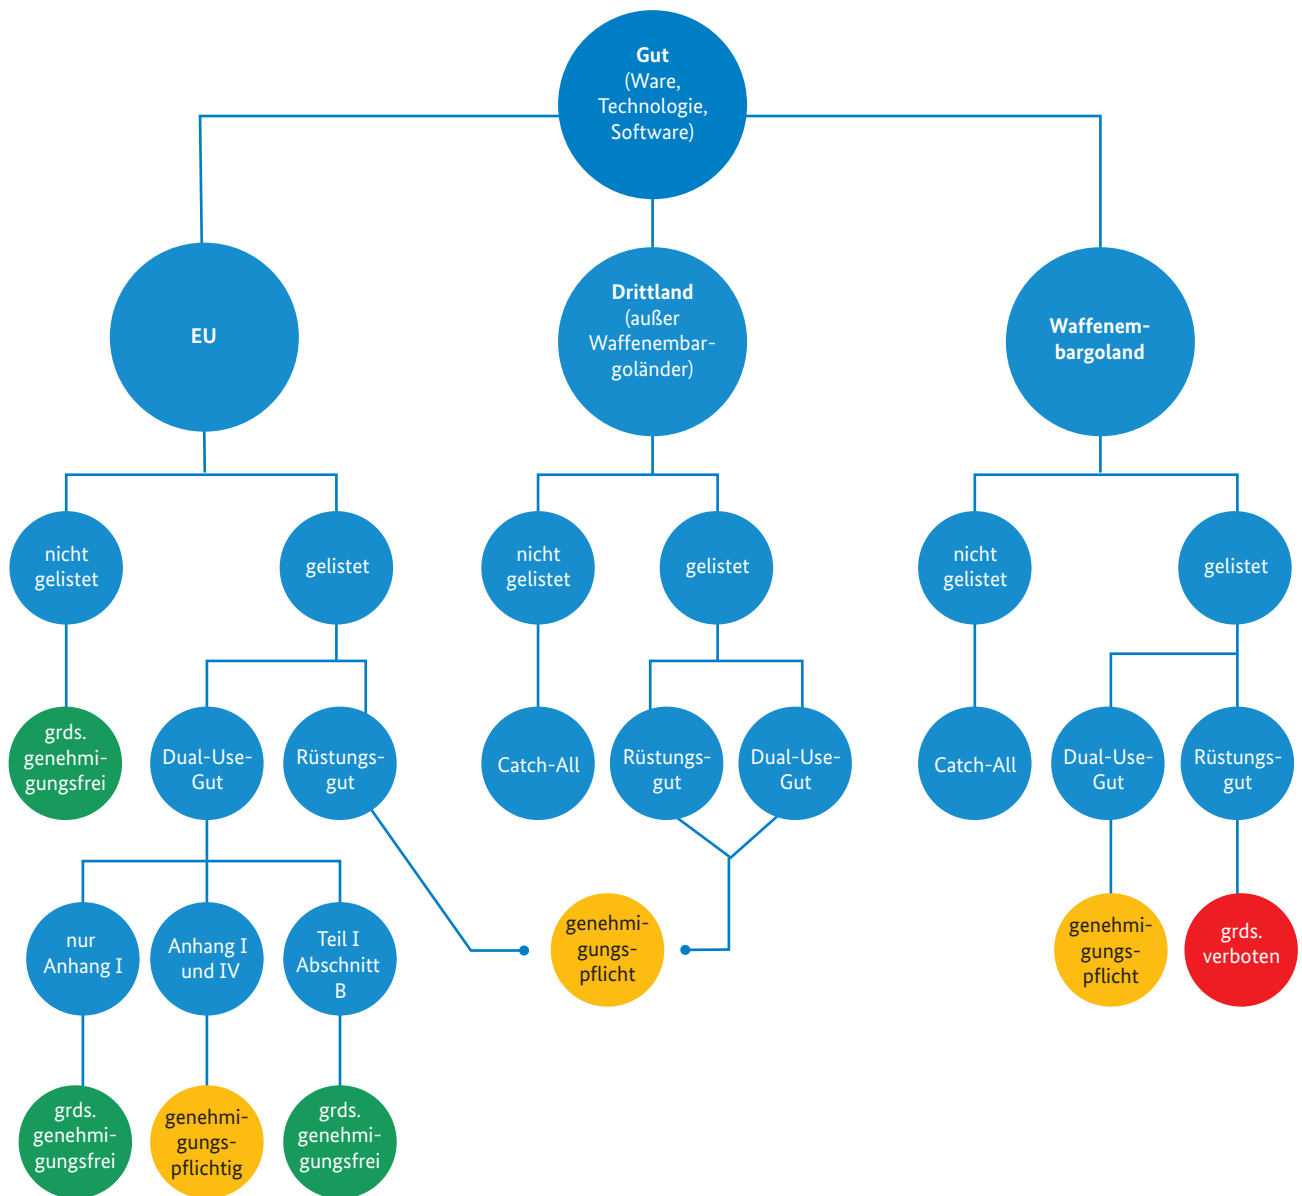 Gut
(Ware,
Technologie,
Software)
EU
Drittland
(außer
Waffenembar-
goländer)
Waffenem-
bargoland
nicht
gelistet
gelistet
nicht
gelistet
gelistet
nicht
gelistet
gelistet
grds.
genehmi-
gungsfrei
Dual-Use-
Gut
Rüstungs-
gut
Catch-All
Rüstungs-
gut
Dual-Use-
Gut
Catch-All
Dual-Use-
Gut
Rüstungs-
gut
nur
Anhang I
Anhang I
und IV
Teil I
Abschnitt
B
genehmi-
gungs-
pflicht
genehmi-
gungs-
pflicht
grds.
verboten
grds.
genehmi-
gungsfrei
genehmi-
gungs-
pflichtig
grds.
genehmi-
gungsfrei